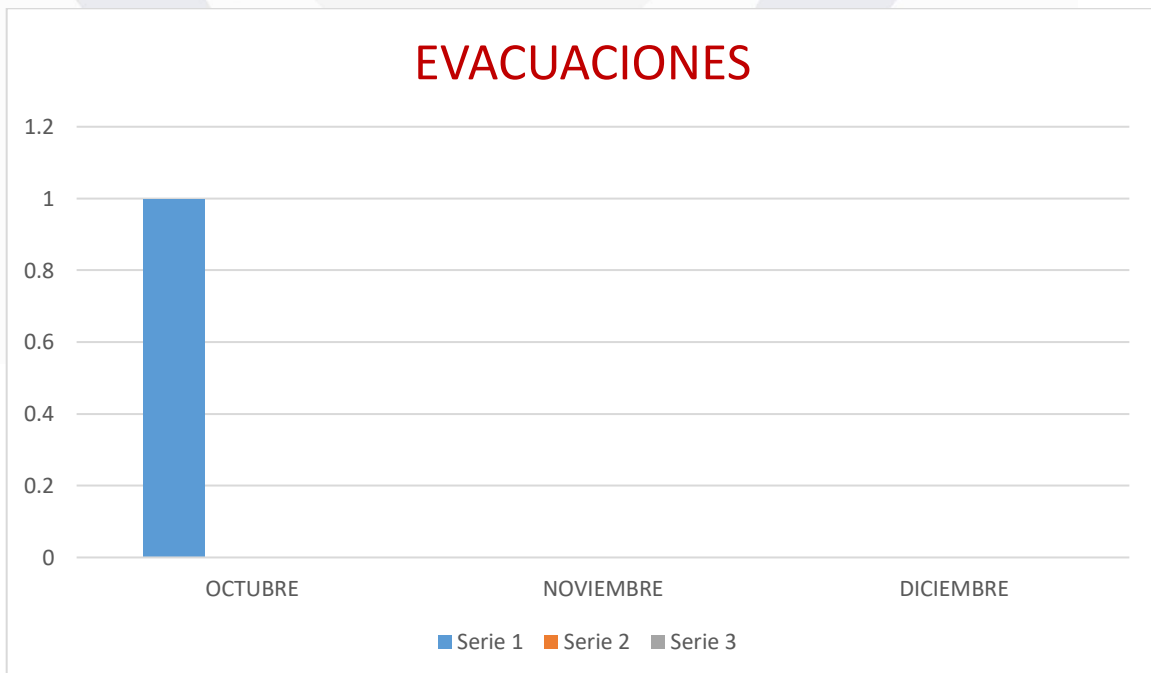 EVACUACIONES
1.2
1
0.8
0.6
0.4
0.2
0
OCTUBRE NOVIEMBRE DICIEMBRE
Serie 1 Serie 2 Serie 3